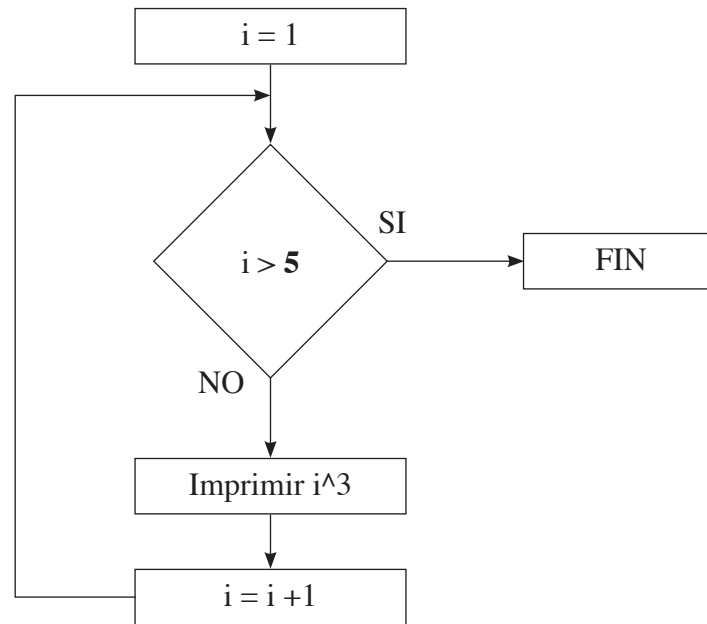 i = 1
SI
i > 5
FIN
NO
Imprimir i^3
i = i +1